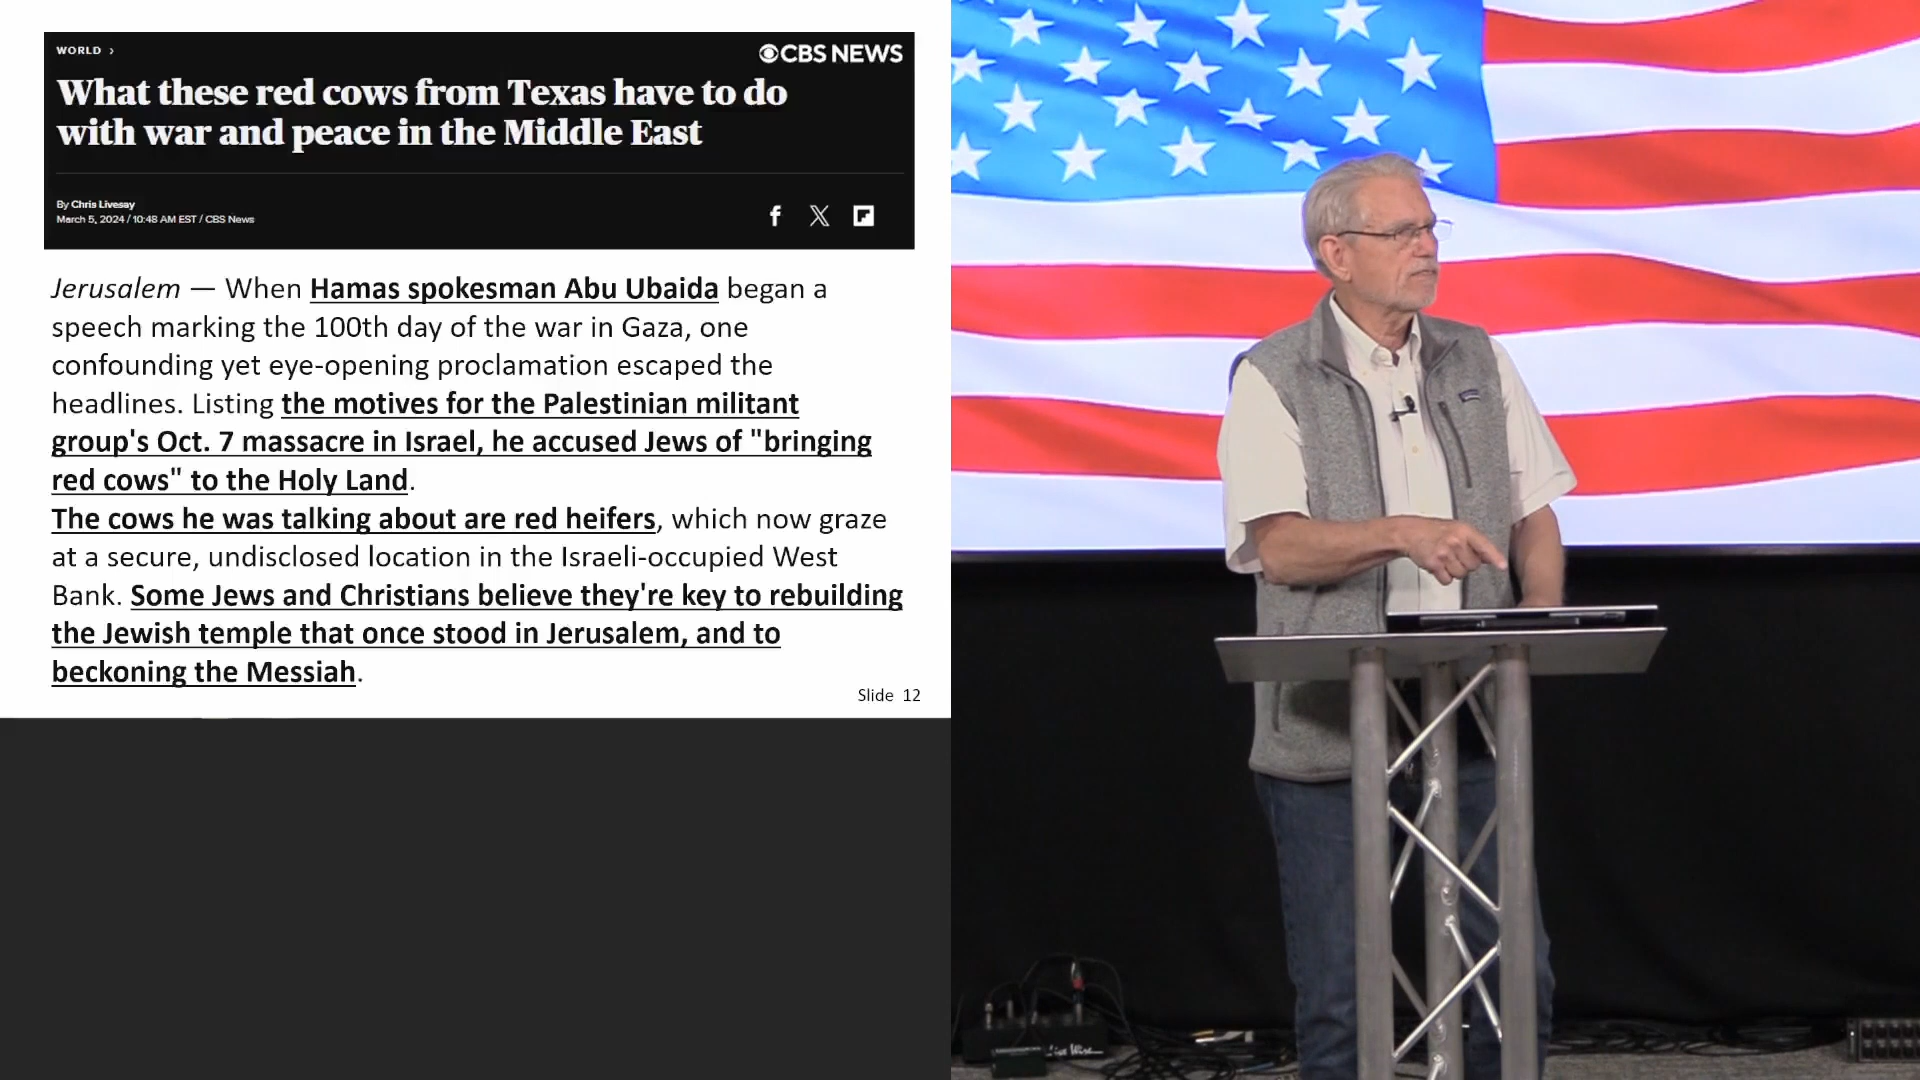 WORLD ›
CBS NEWS
What these red cows from Texas have to do
with war and peace in the Middle East
By Chris Livesay
March 5, 2024 / 10:48 AM EST / CBS News
Jerusalem — When Hamas spokesman Abu Ubaida began a
speech marking the 100th day of the war in Gaza, one
confounding yet eye-opening proclamation escaped the
headlines. Listing the motives for the Palestinian militant
group's Oct. 7 massacre in Israel, he accused Jews of "bringing
red cows" to the Holy Land.
The cows he was talking about are red heifers, which now graze
at a secure, undisclosed location in the Israeli-occupied West
Bank. Some Jews and Christians believe they're key to rebuilding
the Jewish temple that once stood in Jerusalem, and to
beckoning the Messiah.
Slide 12
Live Wire